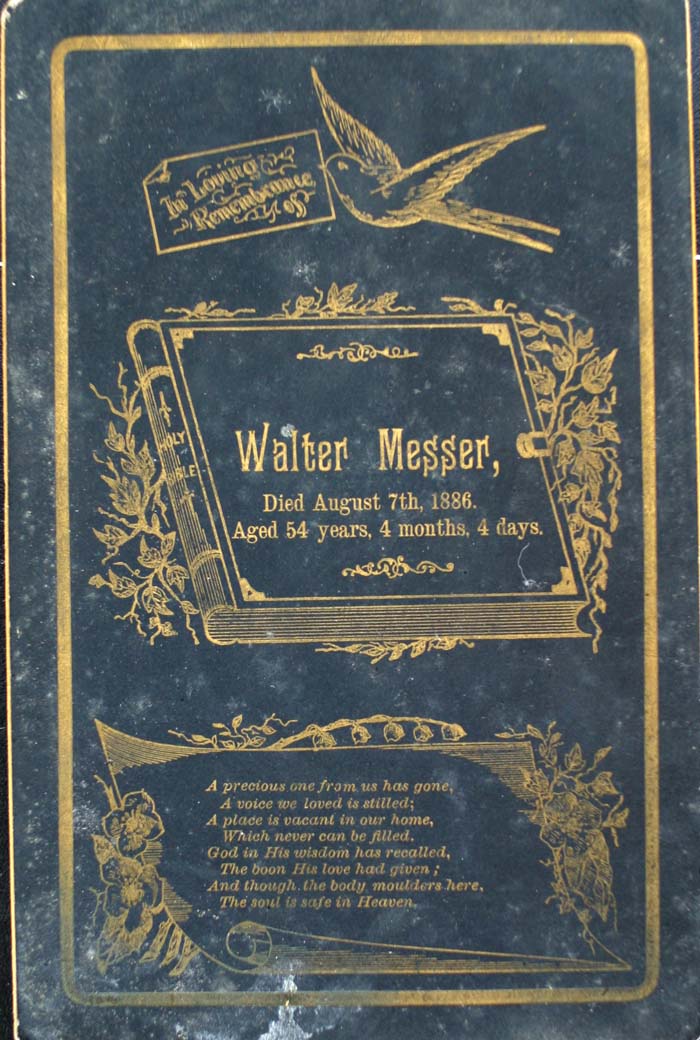 In Loving
Remembrance
of
HOLY
BIBLE
Walter Messer,
Died August 7th, 1886.
Aged 54 years, 4 months, 4 days.
A precious one from us has gone,
A voice we loved is stilled;
A place is vacant in our home,
Which never can be filled.
God in His wisdom has recalled,
The boon His love had given;
And though the body moulders here,
The soul is safe in Heaven.